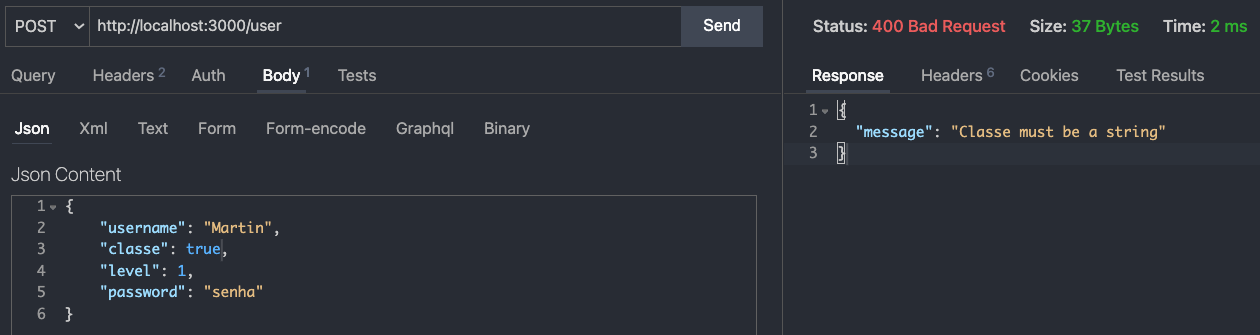 POST http://localhost:3000/user Send
Query Headers 2 Auth Body 1 Tests
Json Xml Text Form Form-encode Graphql Binary
Json Content
1 {
2 "username": "Martin",
3 "classe": true,
4 "level": 1,
5 "password": "senha"
6 }
Status: 400 Bad Request Size: 37 Bytes Time: 2 ms
Response Headers 6 Cookies Test Results
1 {
2 "message": "Classe must be a string"
3 }